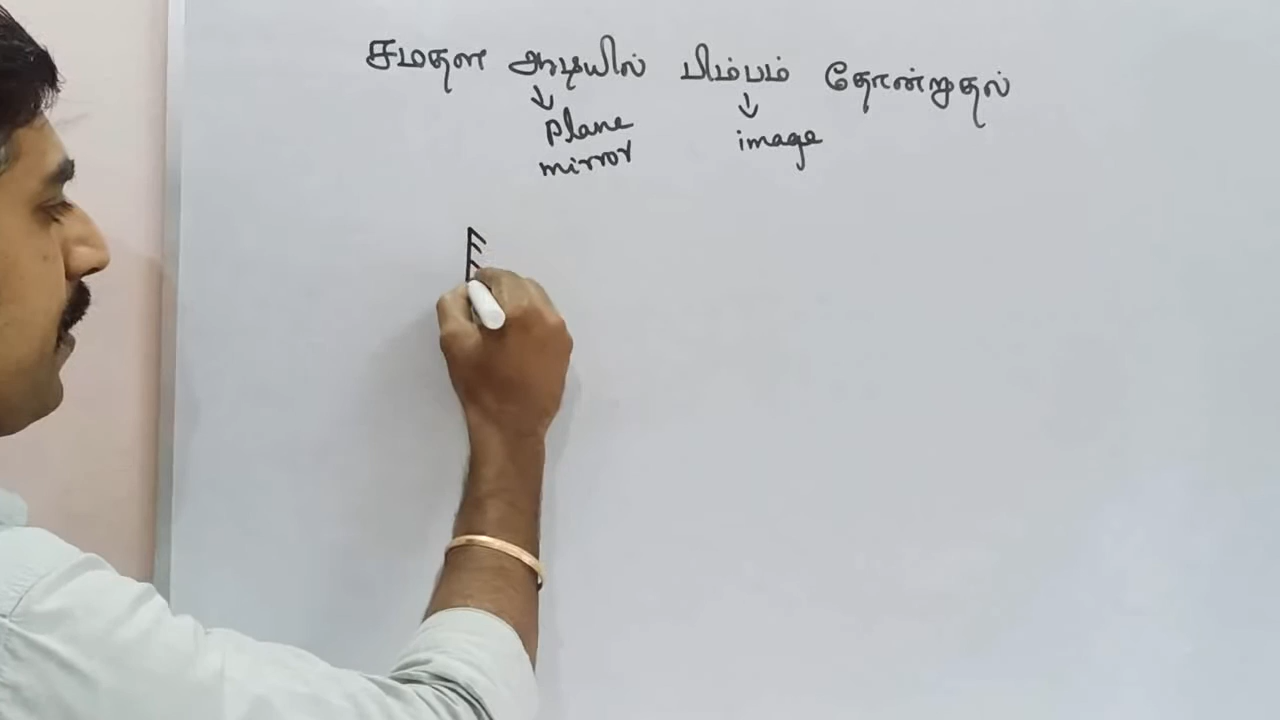 சமதள ஆடியில் பிம்பம் தோன்றுதல்
↓ ↓
plane image
mirror